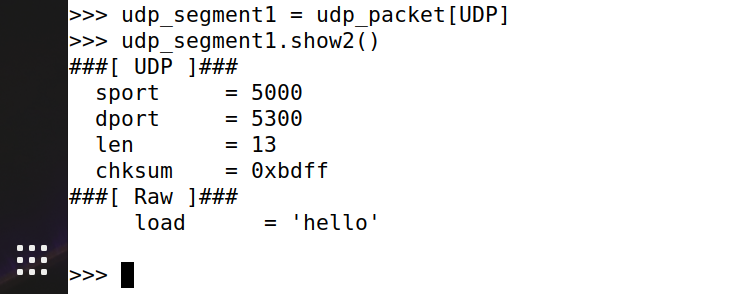 >>> udp_segment1 = udp_packet[UDP]
>>> udp_segment1.show2()
###[ UDP ]###
  sport     = 5000
  dport     = 5300
  len       = 13
  chksum    = 0xbdff
###[ Raw ]###
     load      = 'hello'
>>>